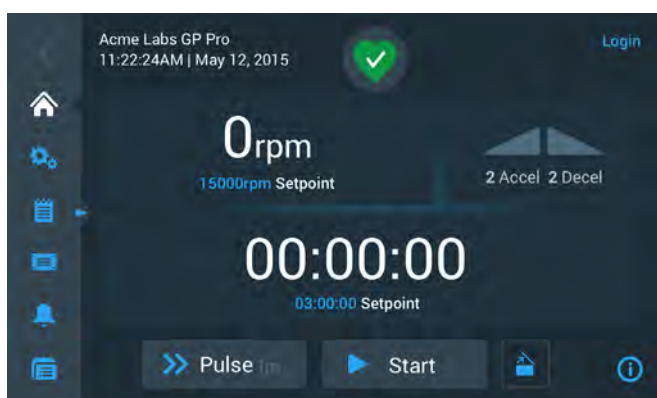 Acme Labs GP Pro
11:22:24AM | May 12, 2015
Login
0rpm
15000rpm Setpoint
2 Accel 2 Decel
00:00:00
03:00:00 Setpoint
Pulse
Start